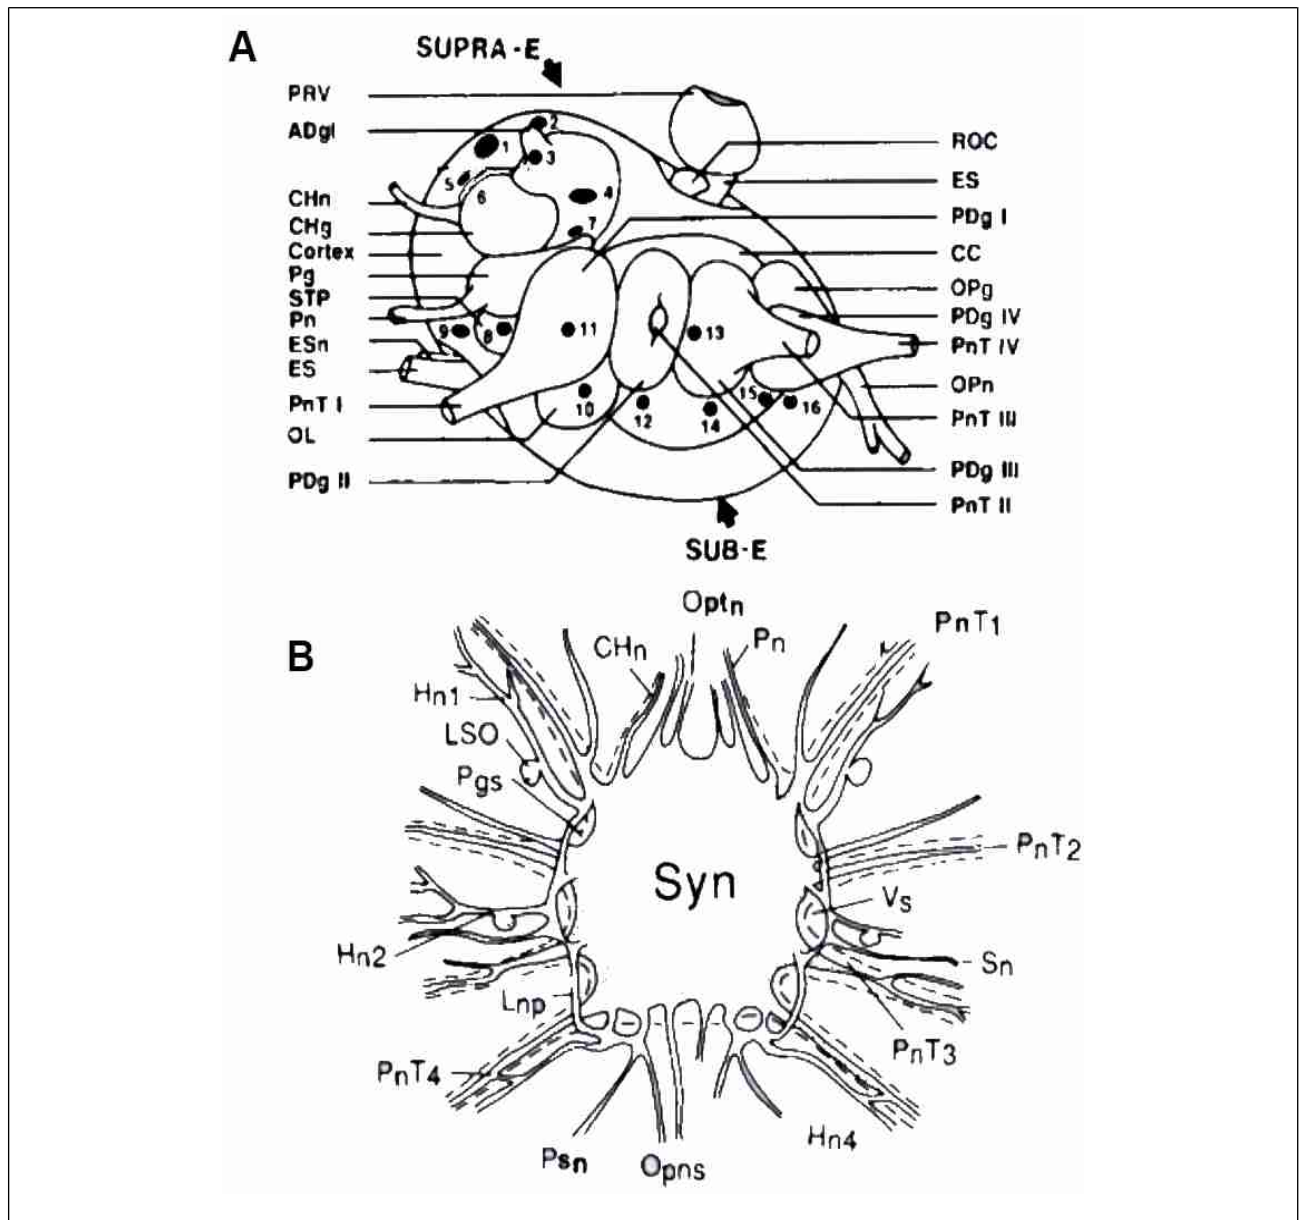 A
SUPRA-E
PRV
ADgl
CHn
CHg
Cortex
Pg
STP
Pn
ESn
ES
PnT I
OL
PDg II
1
2
3
4
5
6
7
8
9
10
11
12
13
14
15
16
ROC
ES
PDg I
CC
OPg
PDg IV
PnT IV
OPn
PnT III
PDg III
PnT II
SUB-E
B
Optn
CHn
Pn
PnT1
Hn1
LSO
Pgs
PnT2
Syn
Vs
Hn2
Sn
Lnp
PnT3
PnT4
Hn4
Psn
Opns